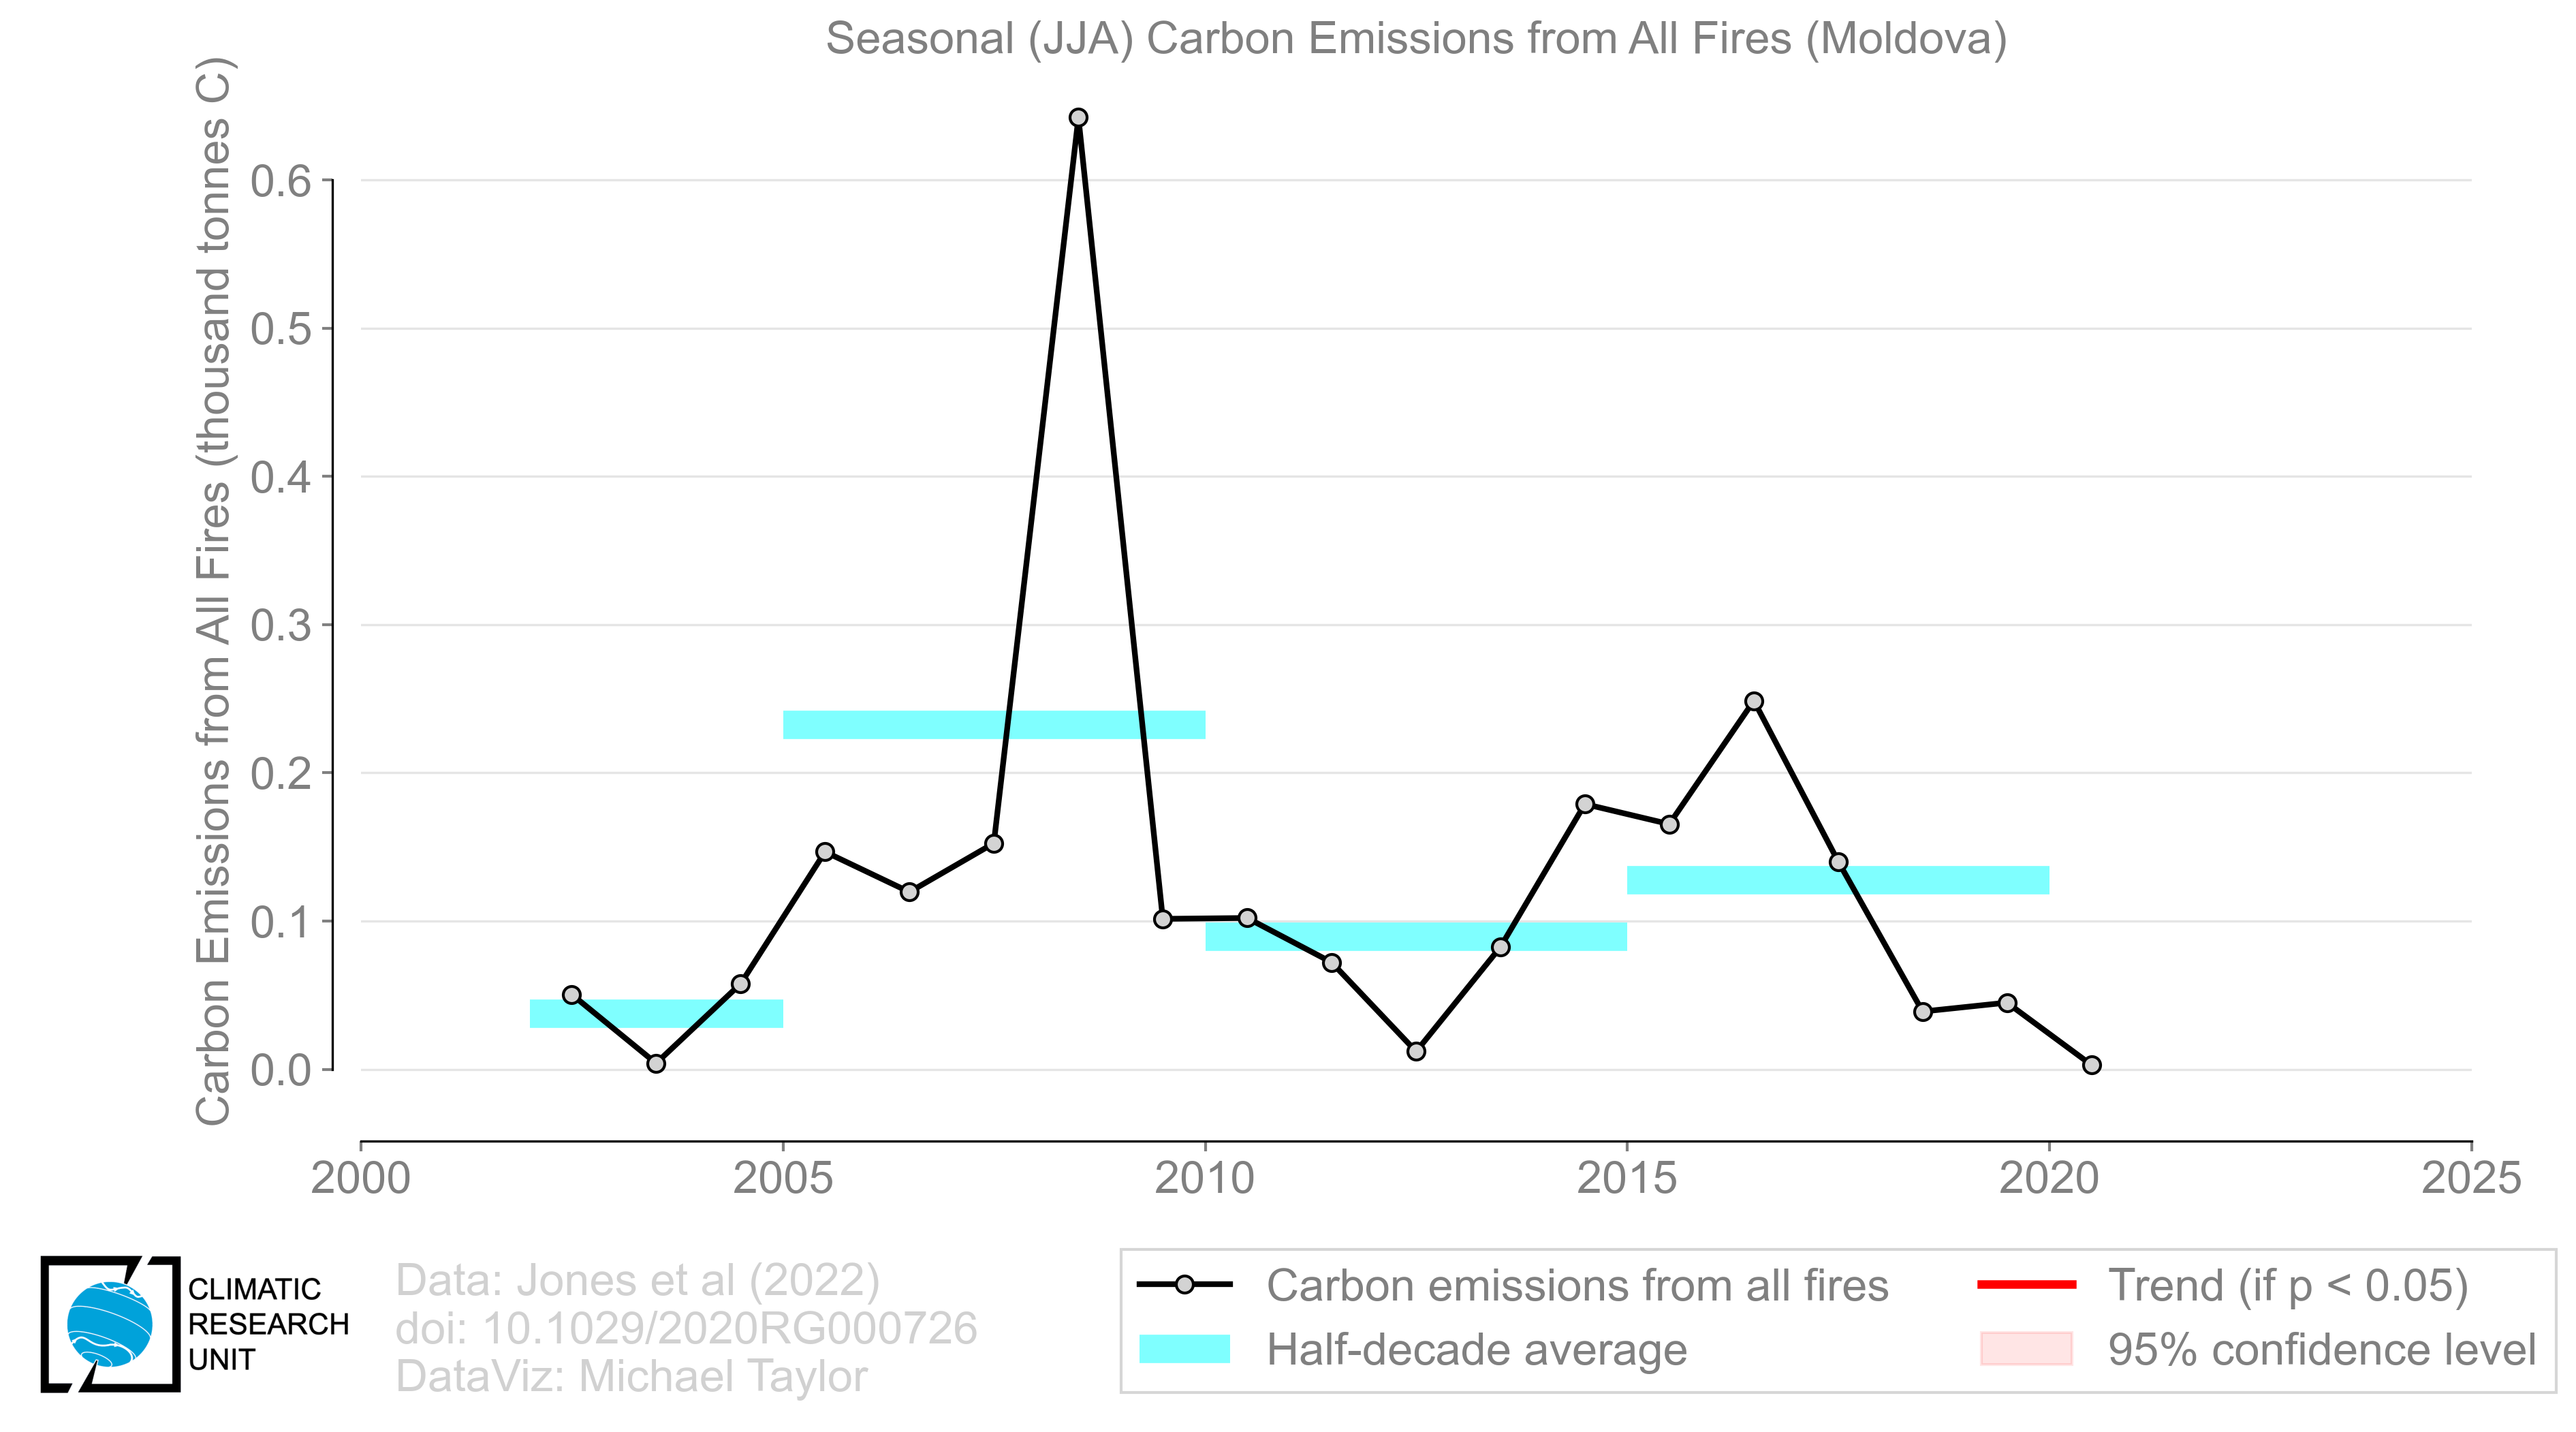 Seasonal (JJA) Carbon Emissions from All Fires (Moldova)
Carbon Emissions from All Fires (thousand tonnes C)
0.6
0.5
0.4
0.3
0.2
0.1
0.0
2000 2005 2010 2015 2020 2025
CLIMATIC
RESEARCH
UNIT
Data: Jones et al (2022)
doi: 10.1029/2020RG000726
DataViz: Michael Taylor
Carbon emissions from all fires
Half-decade average
Trend (if p < 0.05)
95% confidence level